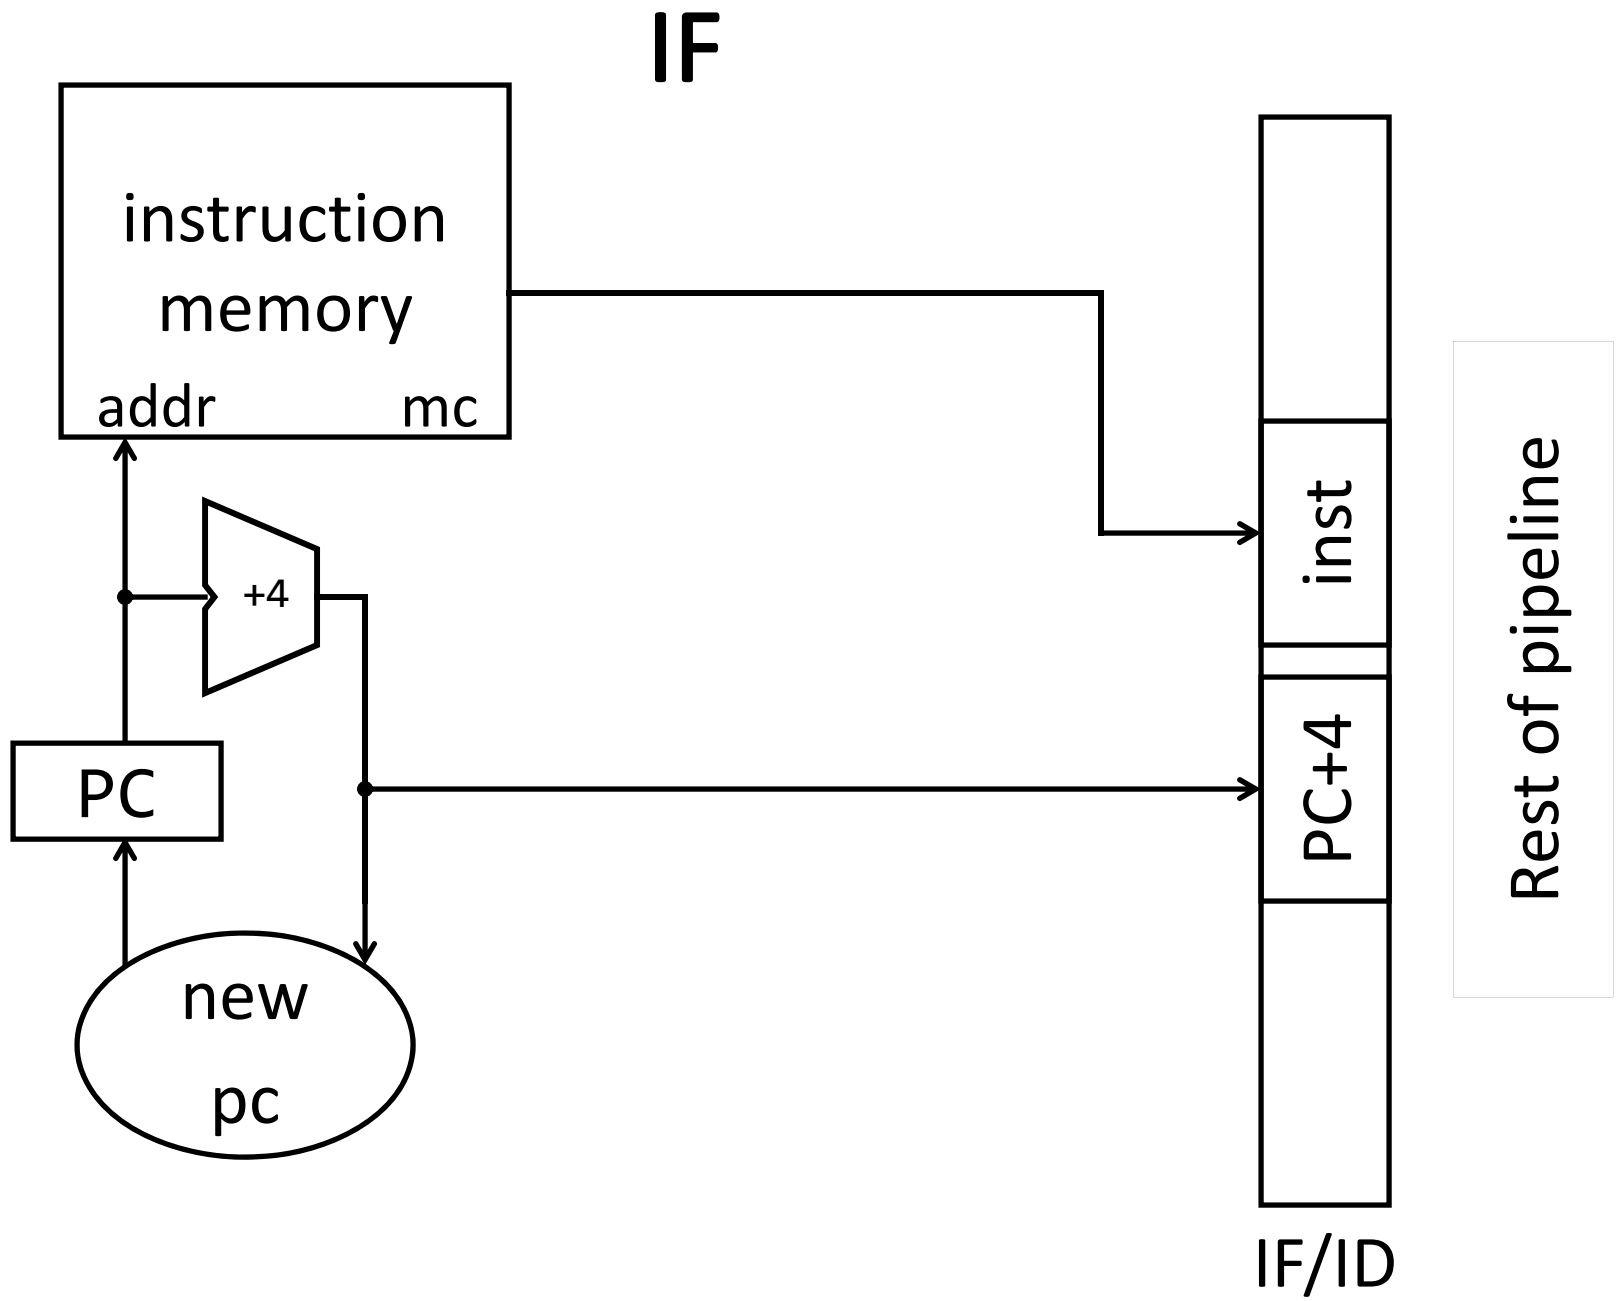 IF
instruction
memory
addr mc
+4
PC
new
pc
inst
PC+4
IF/ID
Rest of pipeline